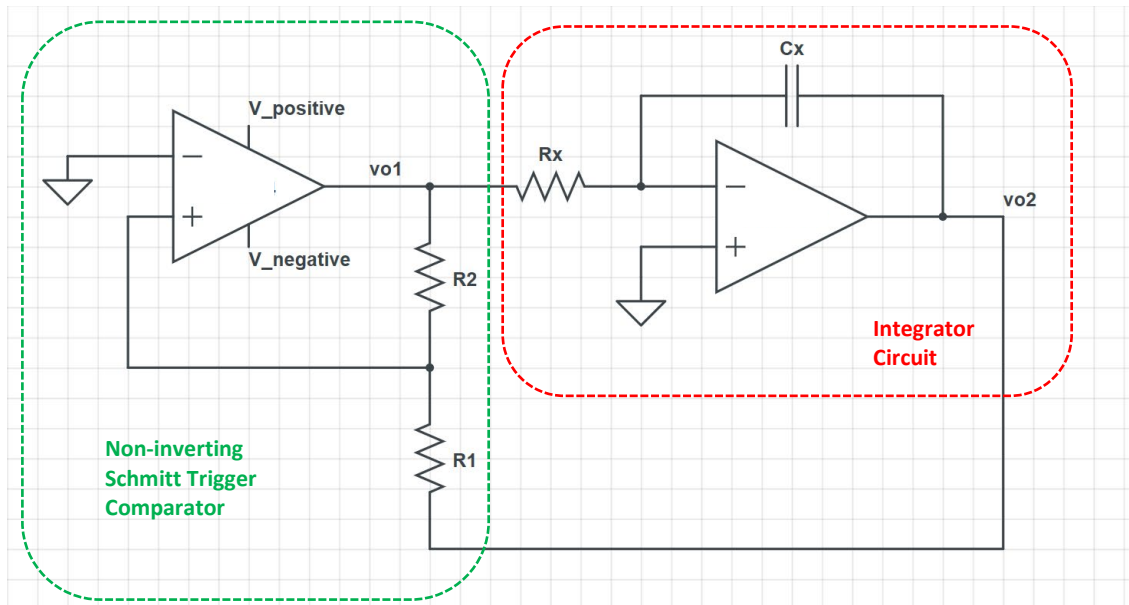 Cx
V_positive
Rx
vo1
−
+
V_negative
R2
−
+
vo2
Integrator
Circuit
Non-inverting
Schmitt Trigger
Comparator
R1